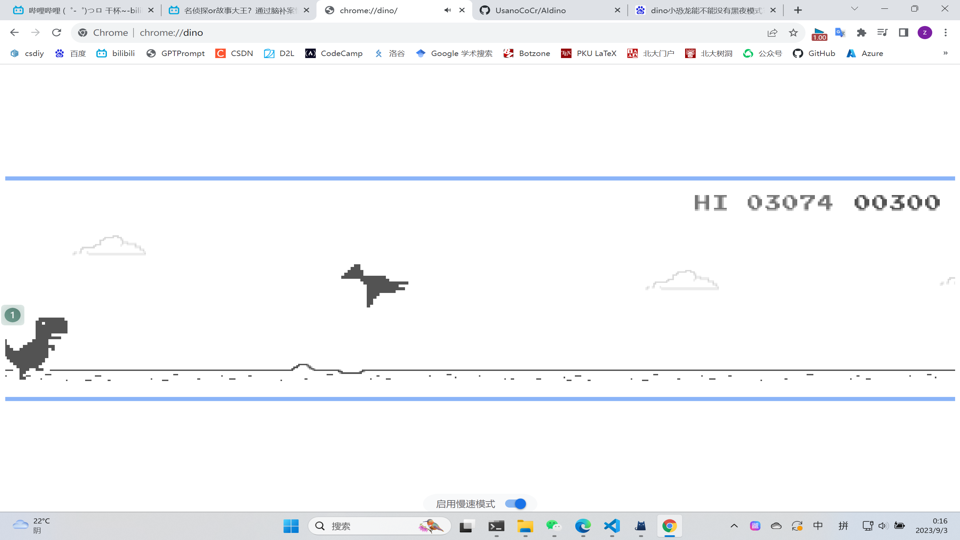 哔哩哔哩 (゜-゜)つロ 干杯~-bili
名侦探or故事大王？通过脑补案
chrome://dino/
UsanoCoCr/AIdino
dino小恐龙能不能没有黑夜模式
Chrome | chrome://dino
1.00
z
csdiy
百度
bilibili
GPTPrompt
CSDN
D2L
CodeCamp
洛谷
Google 学术搜索
Botzone
PKU LaTeX
北大门户
北大树洞
公众号
GitHub
Azure
»
HI 03074 00300
1
启用慢速模式
22°C
阴
搜索
中
拼
0:16
2023/9/3